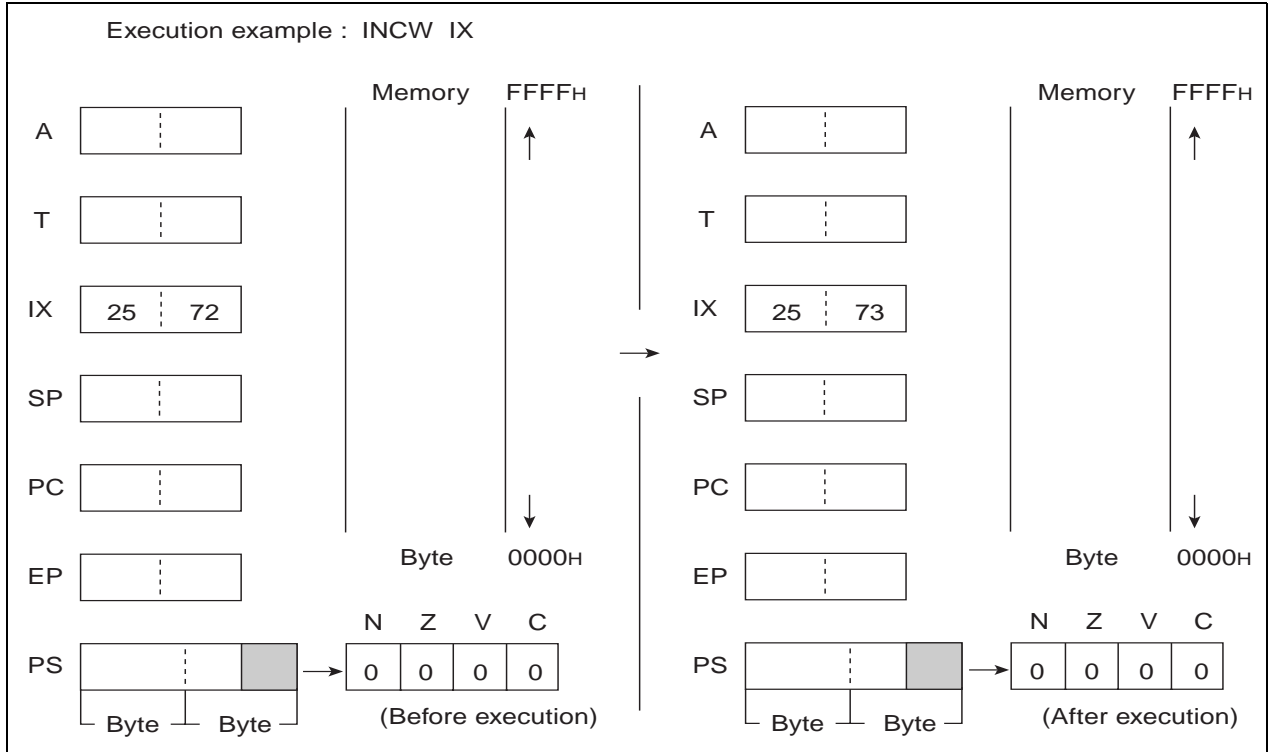 Execution example : INCW IX
Memory FFFFH
A
T
IX 25 72
SP
PC
EP
Byte 0000H
N Z V C
PS 0 0 0 0
Byte Byte
(Before execution)
Memory FFFFH
A
T
IX 25 73
SP
PC
EP
Byte 0000H
N Z V C
PS 0 0 0 0
Byte Byte
(After execution)